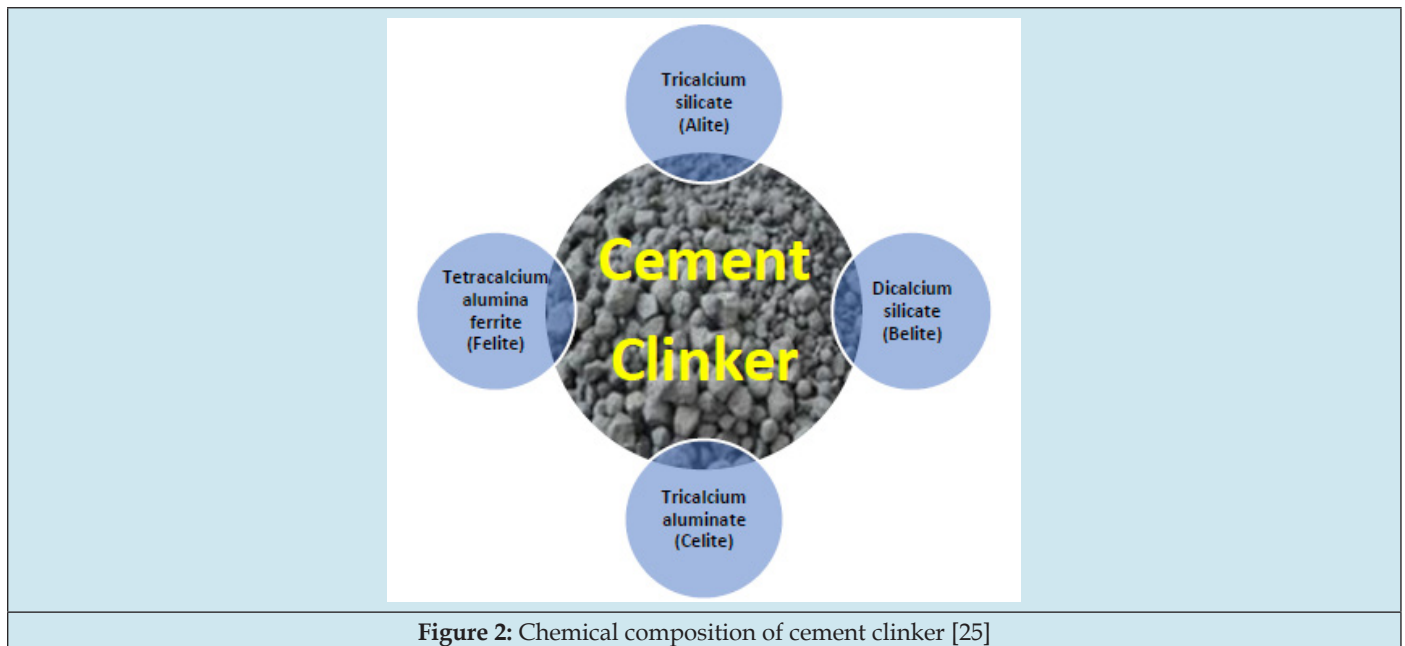 Tricalcium
silicate
(Alite)
Cement
Clinker
Tetracalcium
alumina
ferrite
(Felite)
Dicalcium
silicate
(Belite)
Tricalcium
aluminate
(Celite)
Figure 2: Chemical composition of cement clinker [25]